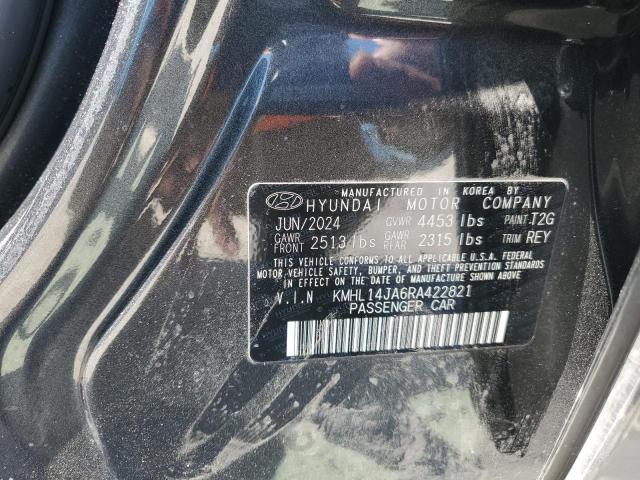 MANUFACTURED IN KOREA BY
HYUNDAI MOTOR COMPANY
JUN/2024 GVWR 4453 lbs PAINT T2G
GAWR FRONT 2513 lbs GAWR REAR 2315 lbs TRIM REY
THIS VEHICLE CONFORMS TO ALL APPLICABLE U.S.A. FEDERAL
MOTOR VEHICLE SAFETY, BUMPER, AND THEFT PREVENTION
STANDARDS IN EFFECT ON THE DATE OF MANUFACTURE SHOWN ABOVE.
V.I.N KMHL14JA6RA422821
PASSENGER CAR